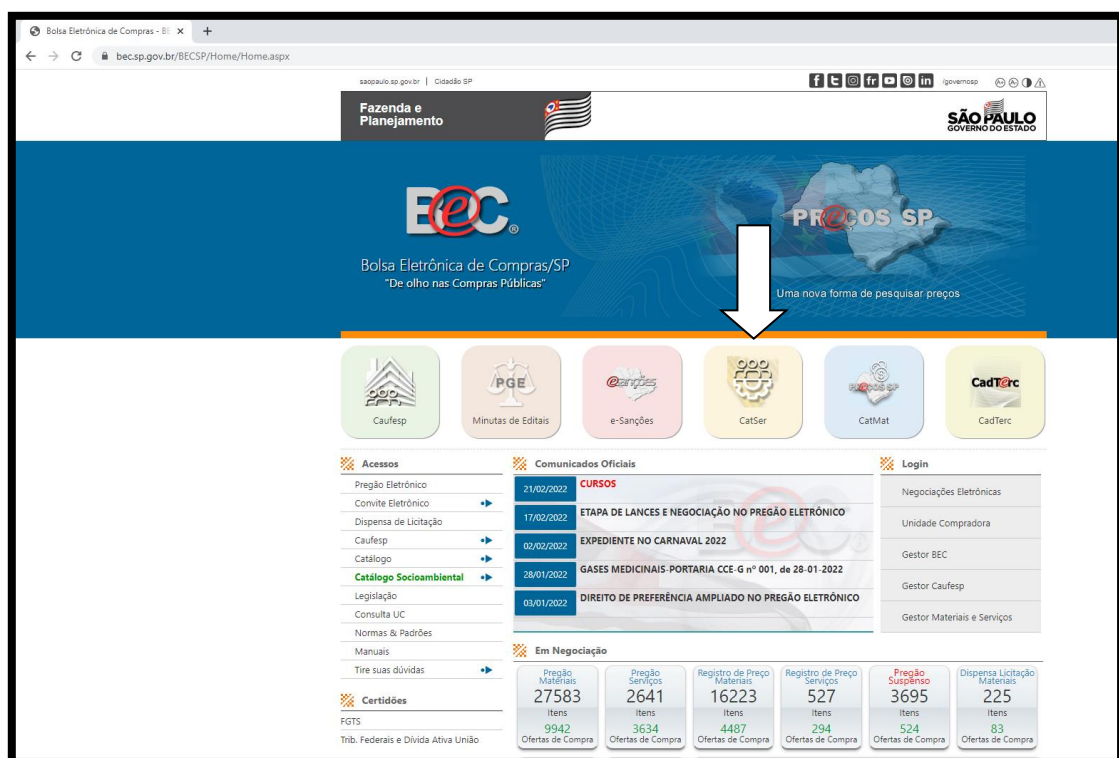 Bolsa Eletrônica de Compras - BE
bec.sp.gov.br/BECSP/Home/Home.aspx
saopaulo.sp.gov.br | Cidadão SP
/governosp
Fazenda e
Planejamento
SÃO PAULO
GOVERNO DO ESTADO
BeC®
PREÇOS SP
Bolsa Eletrônica de Compras/SP
"De olho nas Compras Públicas"
Uma nova forma de pesquisar preços
PGE
e-sanções
PREÇOS SP
CadTerc
Caufesp
Minutas de Editais
e-Sanções
CatSer
CatMat
CadTerc
Acessos
Pregão Eletrônico
Convite Eletrônico
Dispensa de Licitação
Caufesp
Catálogo
Catálogo Socioambiental
Legislação
Consulta UC
Normas & Padrões
Manuais
Tire suas dúvidas
Certidões
FGTS
Trib. Federais e Dívida Ativa União
Comunicados Oficiais
21/02/2022 CURSOS
17/02/2022 ETAPA DE LANCES E NEGOCIAÇÃO NO PREGÃO ELETRÔNICO
02/02/2022 EXPEDIENTE NO CARNAVAL 2022
28/01/2022 GASES MEDICINAIS-PORTARIA CCE-G nº 001, de 28-01-2022
03/01/2022 DIREITO DE PREFERÊNCIA AMPLIADO NO PREGÃO ELETRÔNICO
Login
Negociações Eletrônicas
Unidade Compradora
Gestor BEC
Gestor Caufesp
Gestor Materiais e Serviços
Em Negociação
Pregão
Materiais
27583
Itens
9942
Ofertas de Compra
Pregão
Serviços
2641
Itens
3634
Ofertas de Compra
Registro de Preço
Materiais
16223
Itens
4487
Ofertas de Compra
Registro de Preço
Serviços
527
Itens
294
Ofertas de Compra
Pregão
Suspenso
3695
Itens
524
Ofertas de Compra
Dispensa Licitação
Materiais
225
Itens
83
Ofertas de Compra